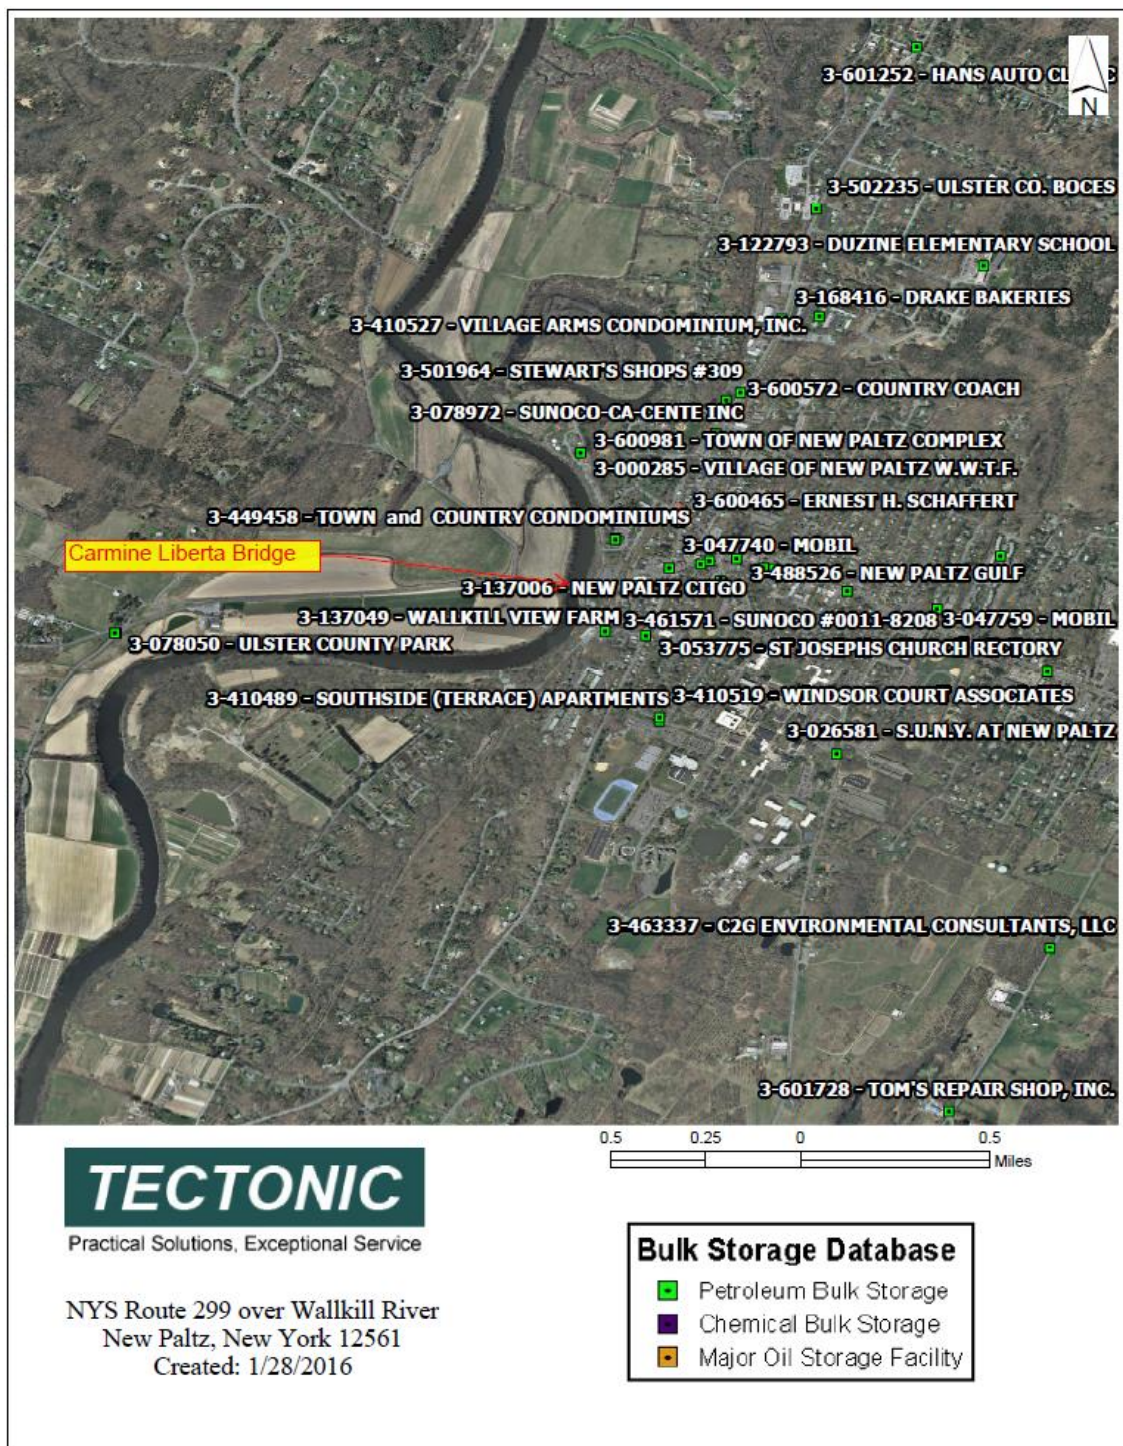 3-601252 - HANS AUTO CL C
N
3-502235 - ULSTER CO. BOCES
3-122793 - DUZINE ELEMENTARY SCHOOL
3-168416 - DRAKE BAKERIES
3-410527 - VILLAGE ARMS CONDOMINIUM, INC.
3-501964 - STEWART'S SHOPS #309
3-600572 - COUNTRY COACH
3-078972 - SUNOCO-CA-CENTE INC
3-600981 - TOWN OF NEW PALTZ COMPLEX
3-000285 - VILLAGE OF NEW PALTZ W.W.T.F.
3-600465 - ERNEST H. SCHAFFERT
3-449458 - TOWN and COUNTRY CONDOMINIUMS
3-047740 - MOBIL
Carmine Liberta Bridge
3-488526 - NEW PALTZ GULF
3-137006 - NEW PALTZ CITGO
3-137049 - WALLKILL VIEW FARM
3-461571 - SUNOCO #0011-8208
3-047759 - MOBIL
3-078050 - ULSTER COUNTY PARK
3-053775 - ST JOSEPHS CHURCH RECTORY
3-410489 - SOUTHSIDE (TERRACE) APARTMENTS
3-410519 - WINDSOR COURT ASSOCIATES
3-026581 - S.U.N.Y. AT NEW PALTZ
3-463337 - C2G ENVIRONMENTAL CONSULTANTS, LLC
3-601728 - TOM'S REPAIR SHOP, INC.
0.5 0.25 0 0.5
Miles
TECTONIC
Practical Solutions, Exceptional Service
NYS Route 299 over Wallkill River
New Paltz, New York 12561
Created: 1/28/2016
Bulk Storage Database
Petroleum Bulk Storage
Chemical Bulk Storage
Major Oil Storage Facility